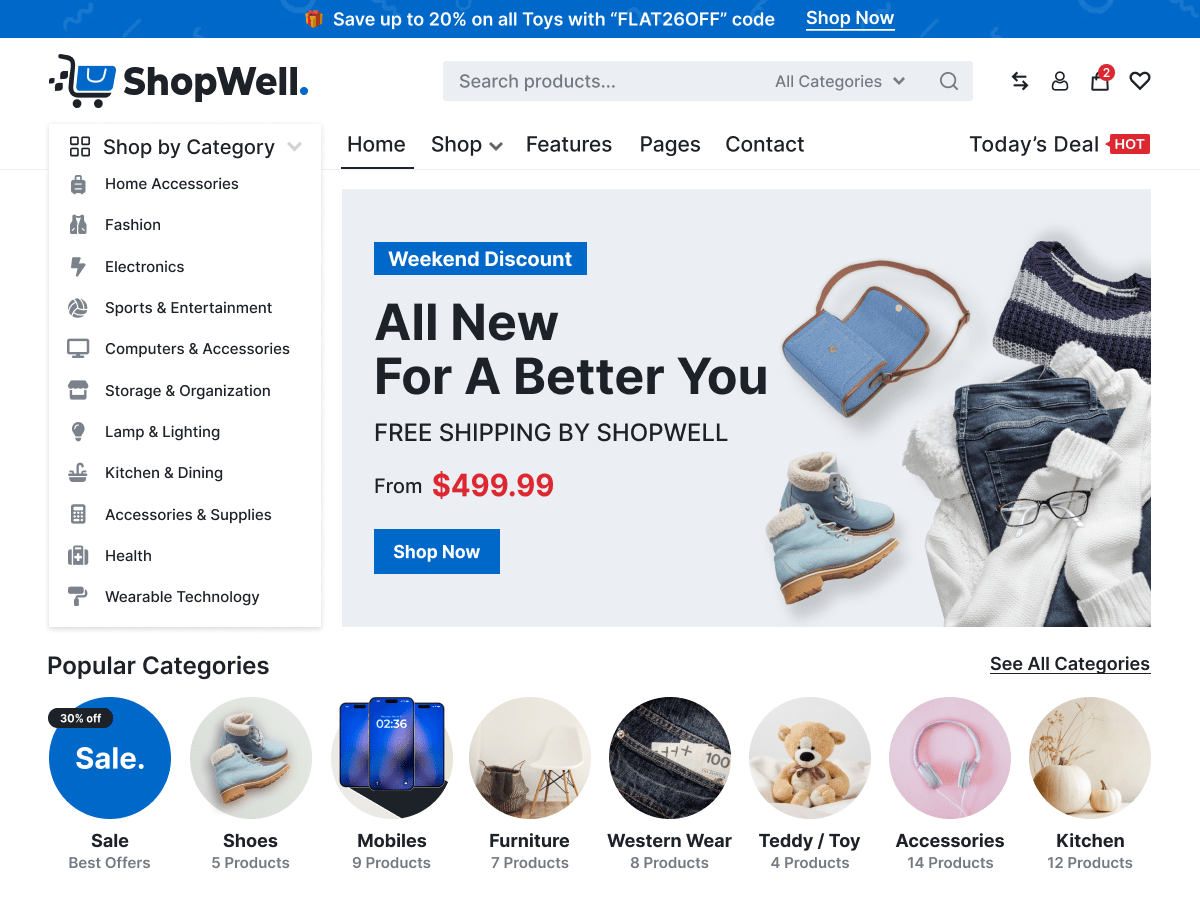 Save up to 20% on all Toys with “FLAT26OFF” code
Shop Now
ShopWell.
Search products...
All Categories
2
Shop by Category
Home
Shop
Features
Pages
Contact
Today’s Deal
HOT
Home Accessories
Fashion
Electronics
Sports & Entertainment
Computers & Accessories
Storage & Organization
Lamp & Lighting
Kitchen & Dining
Accessories & Supplies
Health
Wearable Technology
Weekend Discount
All New
For A Better You
FREE SHIPPING BY SHOPWELL
From $499.99
Shop Now
Popular Categories
See All Categories
30% off
Sale.
02:36
100
Sale
Best Offers
Shoes
5 Products
Mobiles
9 Products
Furniture
7 Products
Western Wear
8 Products
Teddy / Toy
4 Products
Accessories
14 Products
Kitchen
12 Products